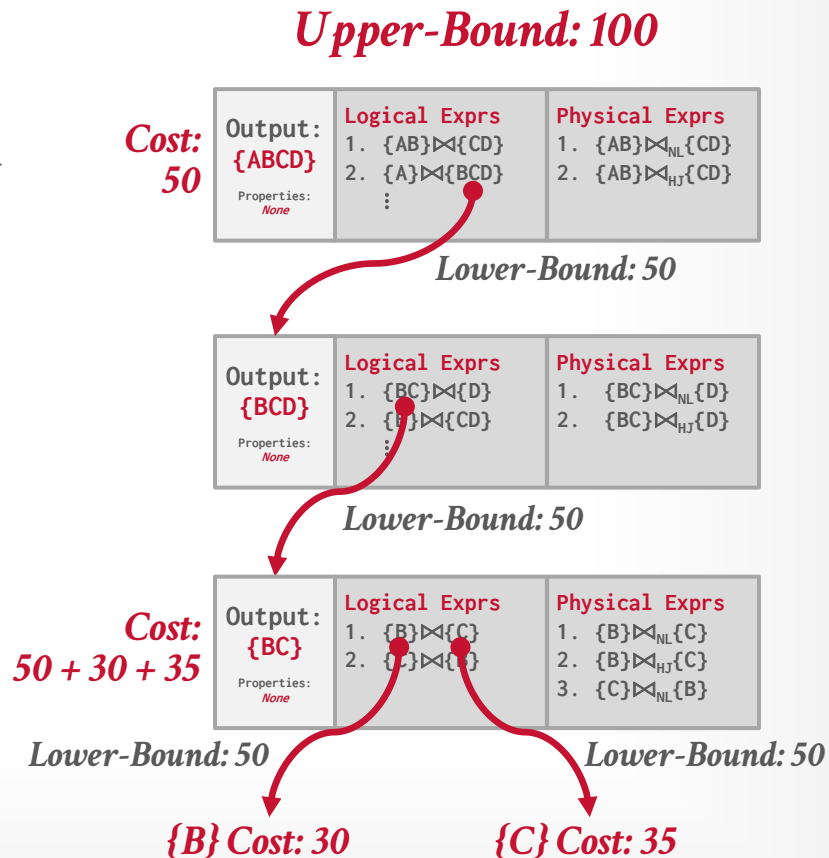 Upper-Bound: 100
Cost:
50
Output:
{ABCD}
Properties:
None
Logical Exprs
1. {AB}⋈{CD}
2. {A}⋈{BCD}
⋮
Physical Exprs
1. {AB}⋈NL{CD}
2. {AB}⋈HJ{CD}
Lower-Bound: 50
Output:
{BCD}
Properties:
None
Logical Exprs
1. {BC}⋈{D}
2. {B}⋈{CD}
⋮
Physical Exprs
1. {BC}⋈NL{D}
2. {BC}⋈HJ{D}
Lower-Bound: 50
Cost:
50 + 30 + 35
Output:
{BC}
Properties:
None
Logical Exprs
1. {B}⋈{C}
2. {C}⋈{B}
Physical Exprs
1. {B}⋈NL{C}
2. {B}⋈HJ{C}
3. {C}⋈NL{B}
Lower-Bound: 50
Lower-Bound: 50
{B} Cost: 30
{C} Cost: 35